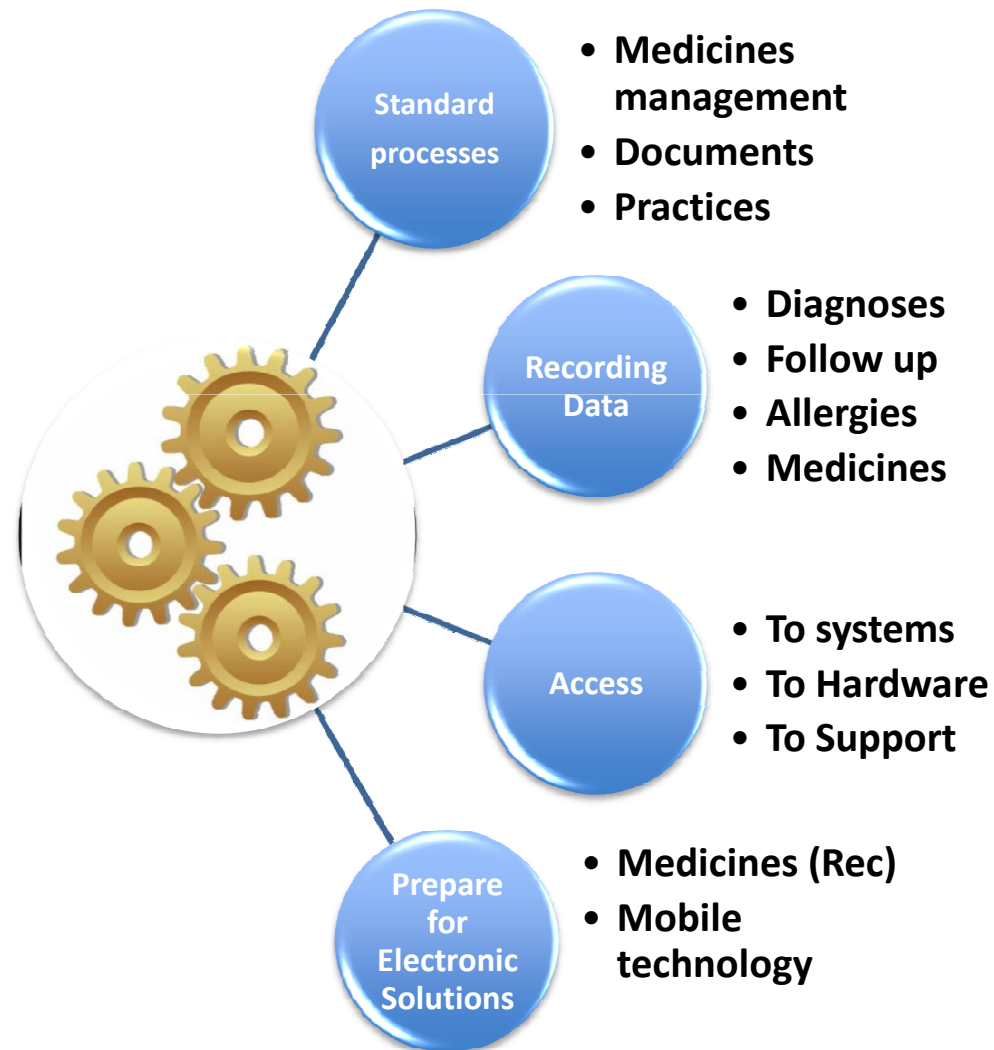 Standard
processes
• Medicines
management
• Documents
• Practices
Recording
Data
• Diagnoses
• Follow up
• Allergies
• Medicines
Access
• To systems
• To Hardware
• To Support
Prepare
for
Electronic
Solutions
• Medicines (Rec)
• Mobile
technology